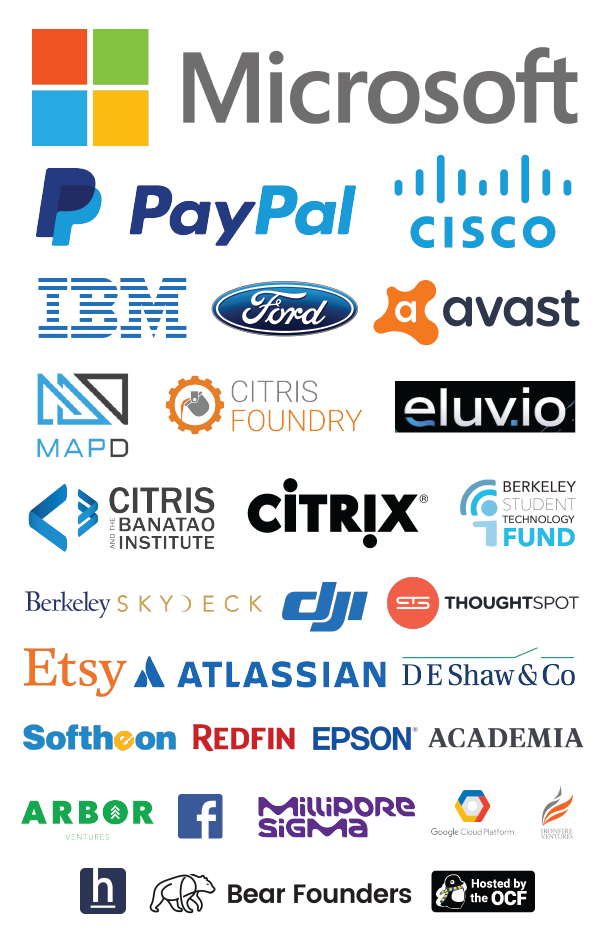 Microsoft
PayPal
CISCO
IBM
Ford
a avast
MAPD
CITRIS
FOUNDRY
eluv.io
CITRIS
AND THE BANATAO
INSTITUTE
CiTRiX®
BERKELEY
STUDENT
TECHNOLOGY
FUND
Berkeley SKYDECK
dji
STS THOUGHTSPOT
Etsy
ATLASSIAN
DE Shaw & Co
Softheon
REDFIN
EPSON®
ACADEMIA
ARBOR
VENTURES
f
MILLIPORE
SIGMA
Google Cloud Platform
IRONFIRE
VENTURES
h
Bear Founders
Hosted by
the OCF